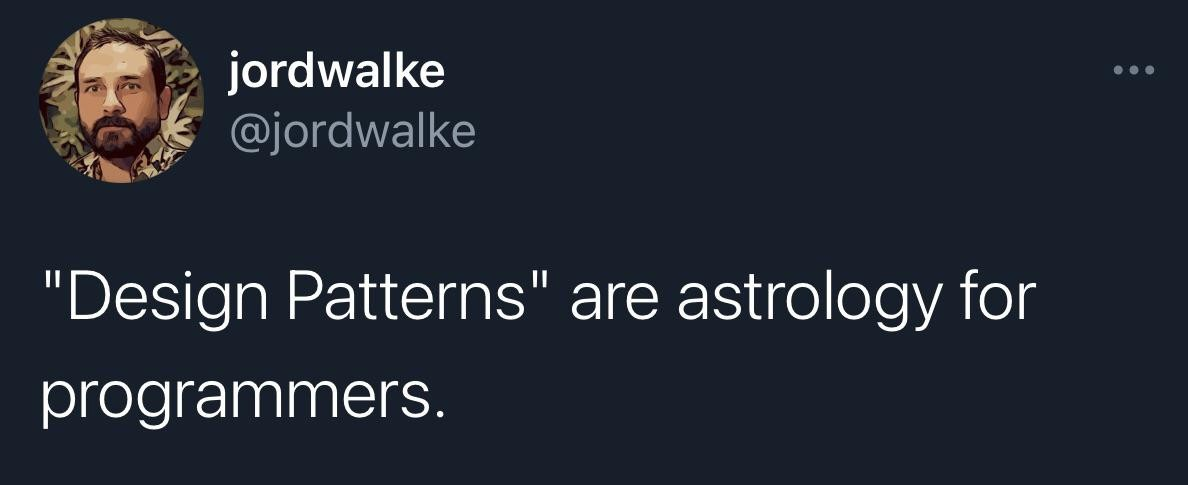 jordwalke
@jordwalke
"Design Patterns" are astrology for
programmers.